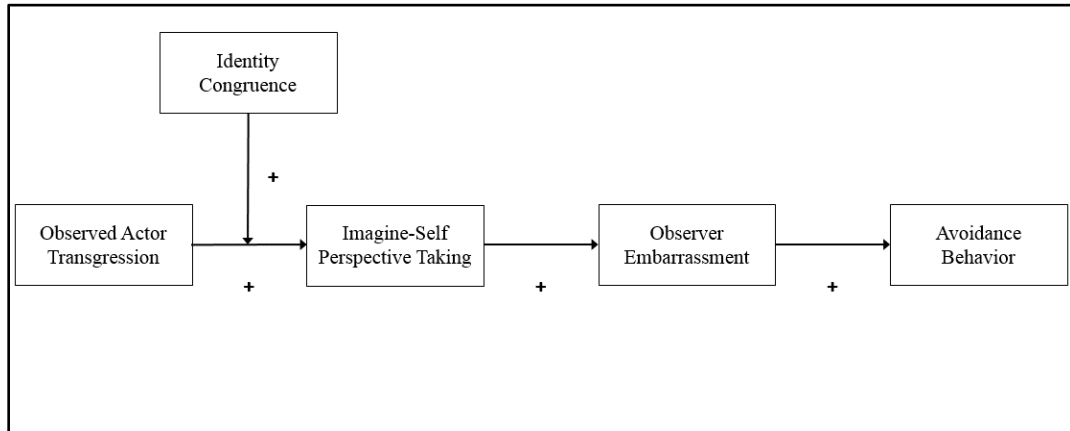 Identity
Congruence
+
Observed Actor
Transgression
Imagine-Self
Perspective Taking
Observer
Embarrassment
Avoidance
Behavior
+
+
+